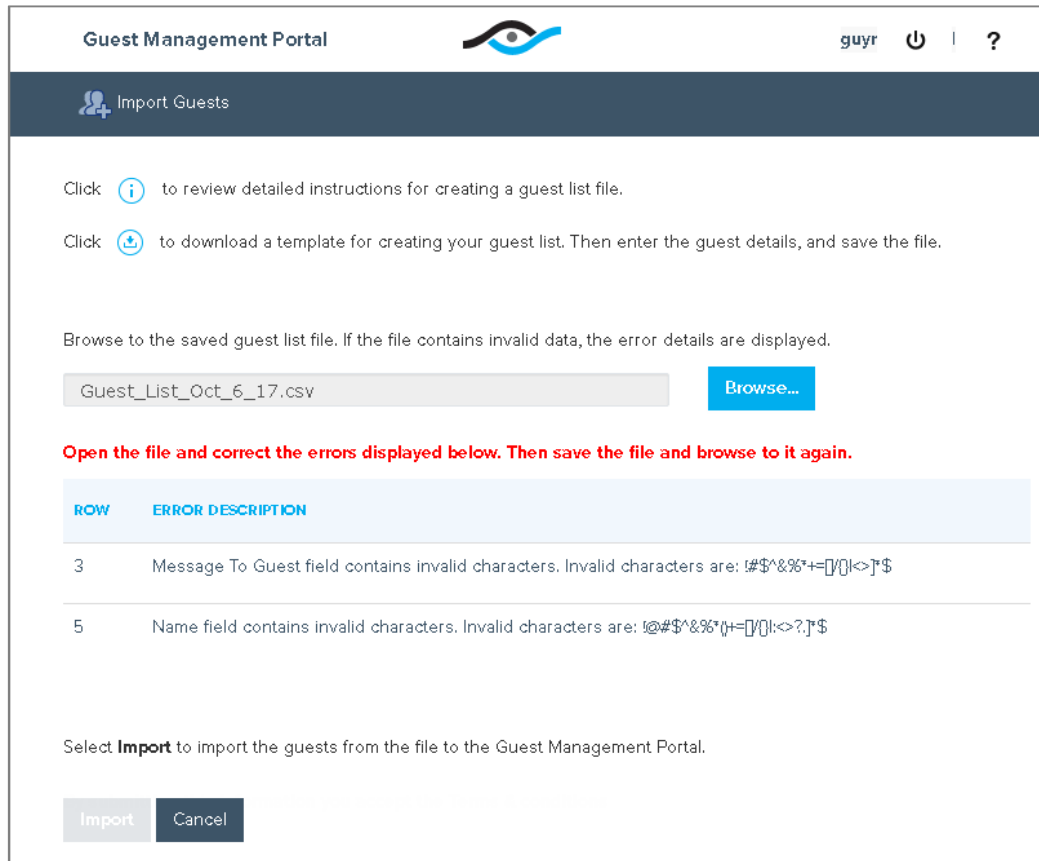 Guest Management Portal
guyr | ?
Import Guests
Click i to review detailed instructions for creating a guest list file.
Click to download a template for creating your guest list. Then enter the guest details, and save the file.
Browse to the saved guest list file. If the file contains invalid data, the error details are displayed.
Guest_List_Oct_6_17.csv
Browse...
Open the file and correct the errors displayed below. Then save the file and browse to it again.
ROW ERROR DESCRIPTION
3 Message To Guest field contains invalid characters. Invalid characters are: !#$^&%*+=[]/{}|<>]*$
5 Name field contains invalid characters. Invalid characters are: !@#$^&%*()+=[]/{}|:<>?.]*$
Select Import to import the guests from the file to the Guest Management Portal.
Import Cancel